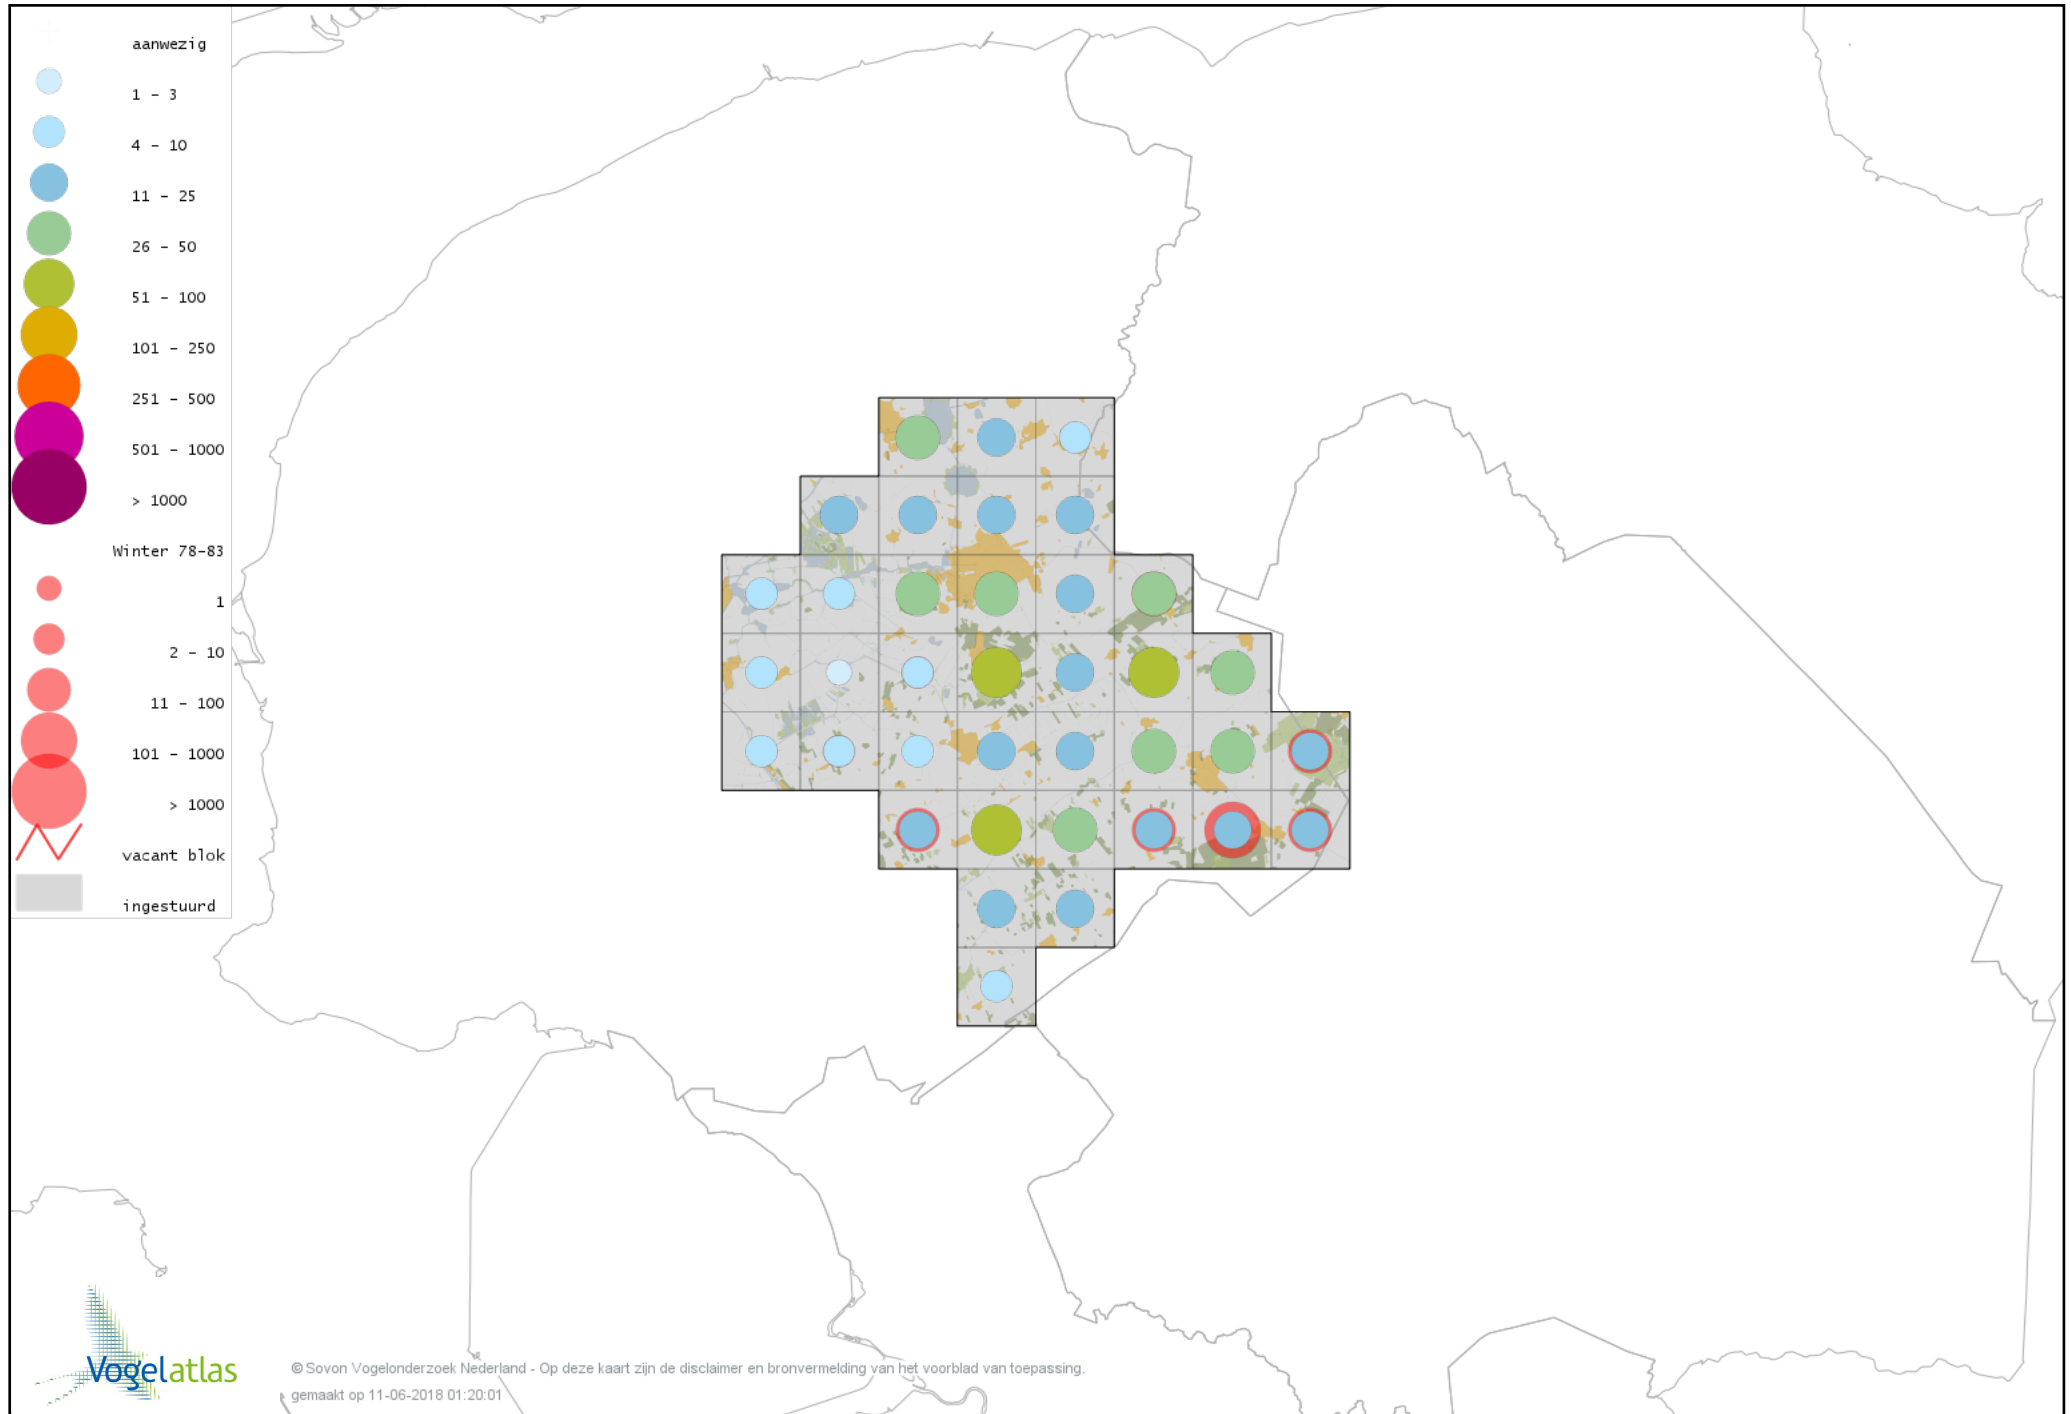 aanwezig
1 - 3
4 - 10
11 - 25
26 - 50
51 - 100
101 - 250
251 - 500
501 - 1000
> 1000
Winter 78-83
1
2 - 10
11 - 100
101 - 1000
> 1000
vacant blok
ingestuurd
Vogelatlas
© Sovon Vogelonderzoek Nederland - Op deze kaart zijn de disclaimer en bronvermelding van het voorblad van toepassing.
gemaakt op 11-06-2018 01:20:01